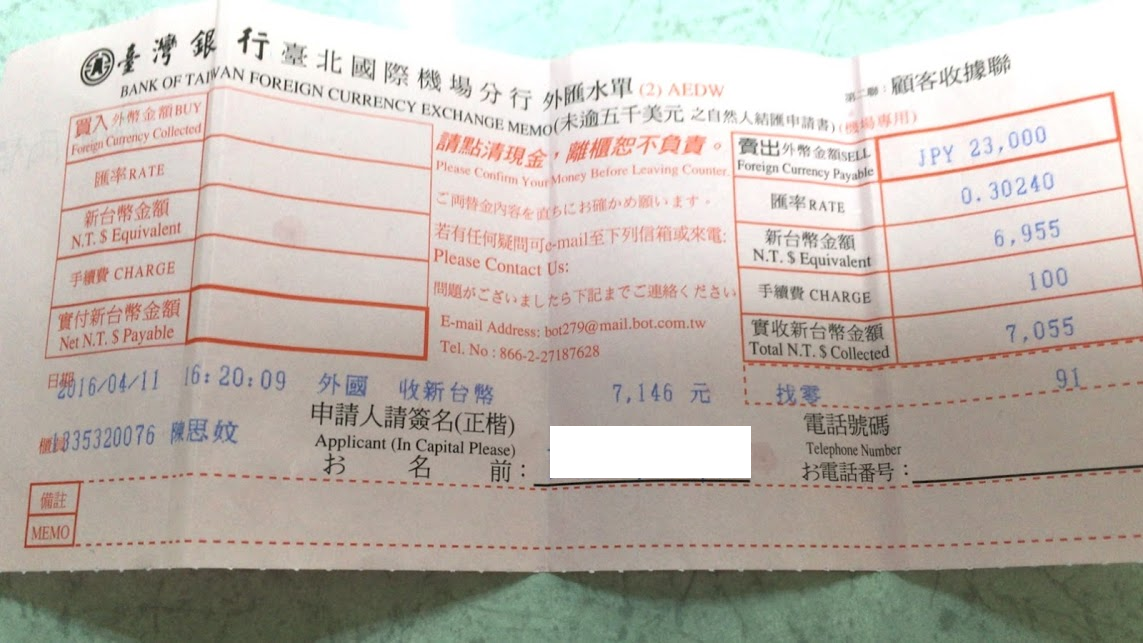 臺灣銀行臺北國際機場分行 外匯水單 (2) AEDW
第二聯：顧客收據聯
BANK OF TAIWAN FOREIGN CURRENCY EXCHANGE MEMO(未逾五千美元 之自然人結匯申請書) (機場專用)
買入外幣金額BUY
Foreign Currency Collected
匯率RATE
新台幣金額
N.T. $ Equivalent
手續費 CHARGE
實付新台幣金額
Net N.T. $ Payable
請點清現金，離櫃恕不負責。
Please Confirm Your Money Before Leaving Counter.
ご両替金内容を直ちにお確かめ願います。
若有任何疑問可e-mail至下列信箱或來電:
Please Contact Us:
問題がございましたら下記までご連絡ください
E-mail Address: bot279@mail.bot.com.tw
Tel. No : 866-2-27187628
賣出外幣金額SELL
Foreign Currency Payable
JPY 23,000
匯率RATE
0.30240
新台幣金額
N.T. $ Equivalent
6,955
手續費 CHARGE
100
實收新台幣金額
Total N.T. $ Collected
7,055
日期
2016/04/11 16:20:09 外國 收新台幣 7,146 元 找零 91
櫃員
1335320076 陳思妏
申請人請簽名(正楷)
Applicant (In Capital Please)
お名前：
電話號碼
Telephone Number
お電話番号：
備註
MEMO